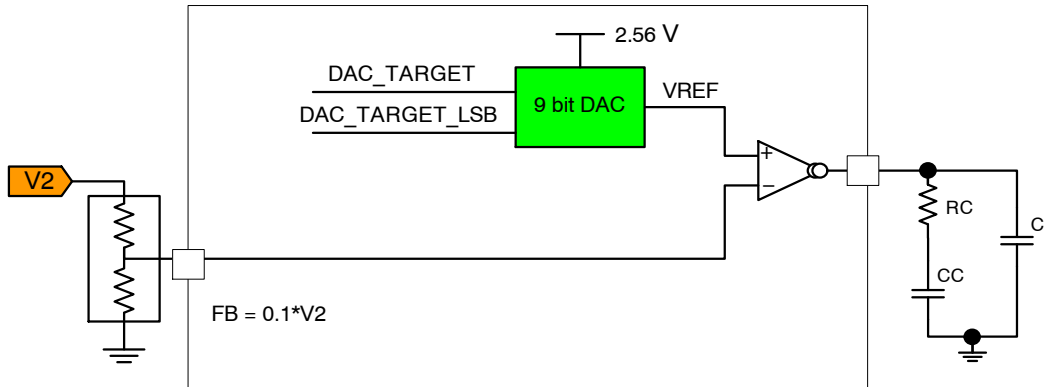 2.56 V
DAC_TARGET
9 bit DAC
VREF
DAC_TARGET_LSB
+
−
V2
RC
C
CC
FB = 0.1*V2